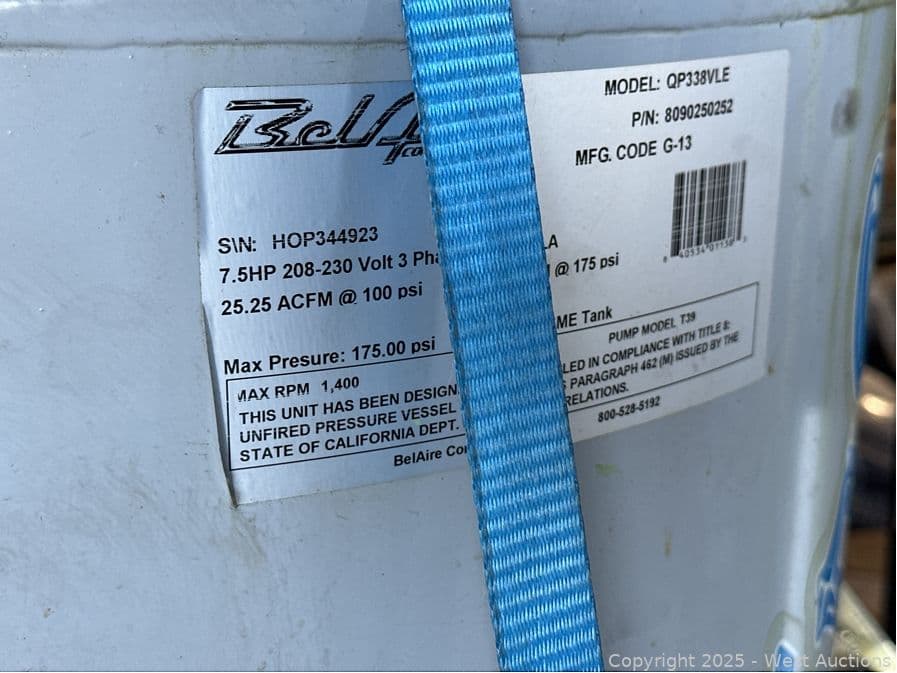 MODEL: QP338VLE
P/N: 8090250252
MFG. CODE G-13
S\N: HOP344923
7.5HP 208-230 Volt 3 Pha
LA
25.25 ACFM @ 100 psi
@ 175 psi
ME Tank
Max Presure: 175.00 psi
PUMP MODEL T39
MAX RPM 1,400
THIS UNIT HAS BEEN DESIGN
LED IN COMPLIANCE WITH TITLE 8:
UNFIRED PRESSURE VESSEL
PARAGRAPH 462 (M) ISSUED BY THE
STATE OF CALIFORNIA DEPT.
RELATIONS.
BelAire Co
800-528-5192
Copyright 2025 - West Auctions